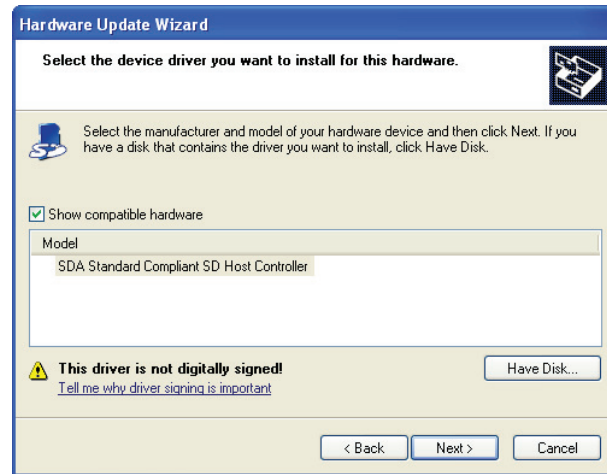 Hardware Update Wizard
Select the device driver you want to install for this hardware.
Select the manufacturer and model of your hardware device and then click Next. If you
have a disk that contains the driver you want to install, click Have Disk.
Show compatible hardware
Model
SDA Standard Compliant SD Host Controller
This driver is not digitally signed!
Have Disk...
Tell me why driver signing is important
< Back
Next >
Cancel